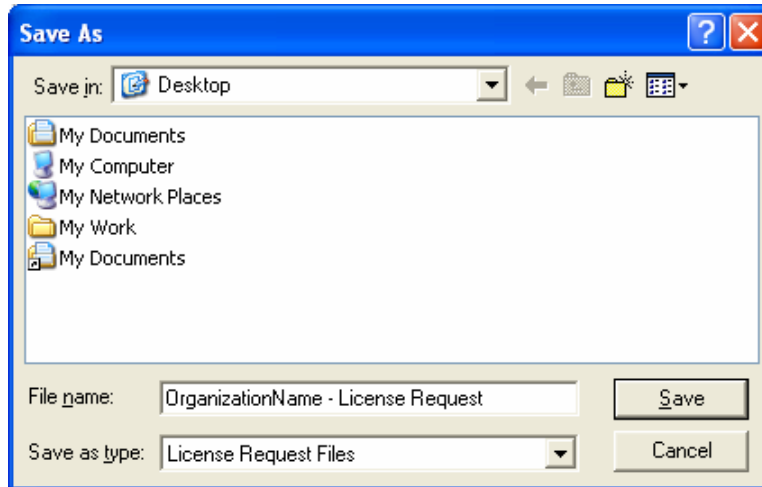 Save As
Save in: Desktop
My Documents
My Computer
My Network Places
My Work
My Documents
File name: OrganizationName - License Request Save
Save as type: License Request Files Cancel